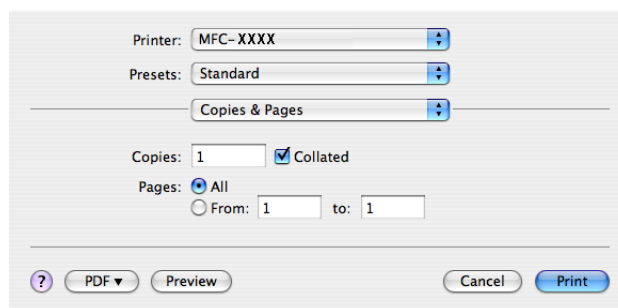 Printer: MFC-XXXX
Presets: Standard
Copies & Pages
Copies: 1 Collated
Pages: All
From: 1 to: 1
? PDF ▼ Preview Cancel Print